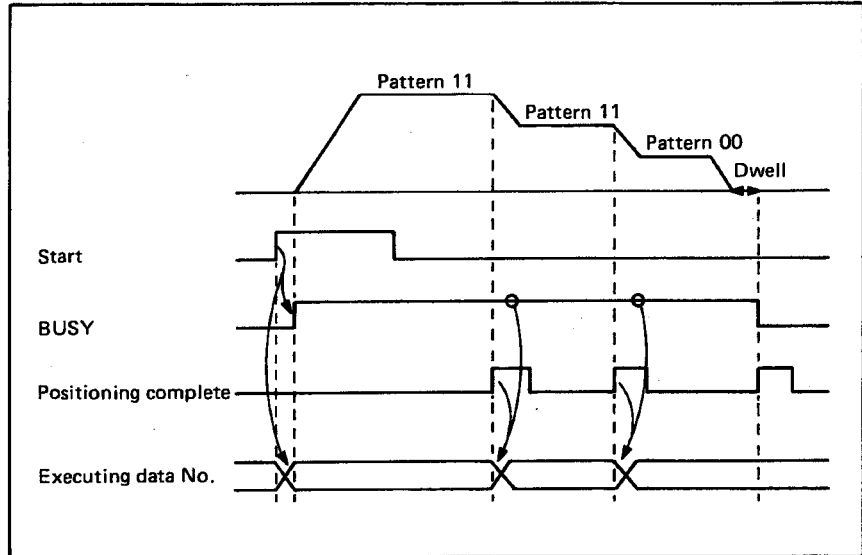 Pattern 11
Pattern 11
Pattern 00
Dwell
Start
BUSY
Positioning complete
Executing data No.